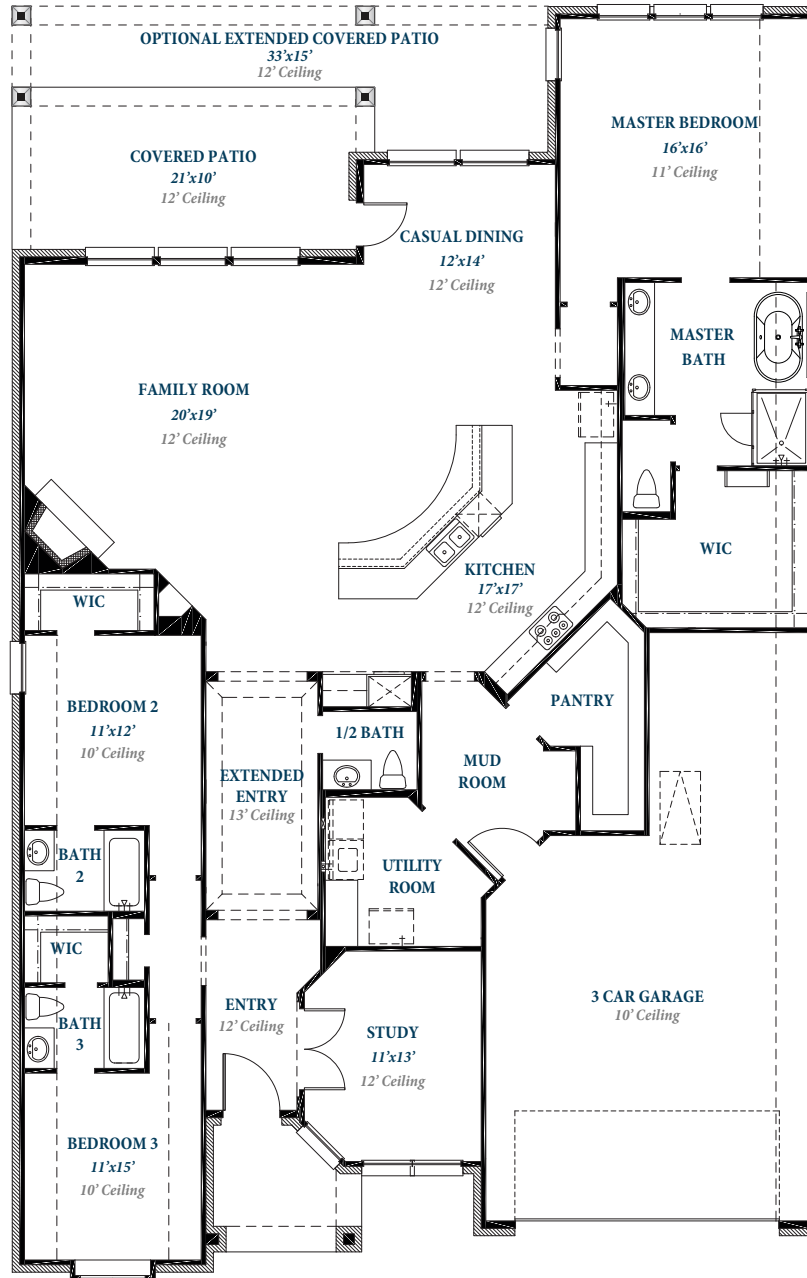 OPTIONAL EXTENDED COVERED PATIO
33'x15'
12' Ceiling
MASTER BEDROOM
16'x16'
11' Ceiling
COVERED PATIO
21'x10'
12' Ceiling
CASUAL DINING
12'x14'
12' Ceiling
MASTER
BATH
FAMILY ROOM
20'x19'
12' Ceiling
WIC
KITCHEN
17'x17'
12' Ceiling
WIC
BEDROOM 2
11'x12'
10' Ceiling
PANTRY
1/2 BATH
MUD
ROOM
EXTENDED
ENTRY
13' Ceiling
BATH
2
UTILITY
ROOM
WIC
ENTRY
12' Ceiling
3 CAR GARAGE
10' Ceiling
BATH
3
STUDY
11'x13'
12' Ceiling
BEDROOM 3
11'x15'
10' Ceiling